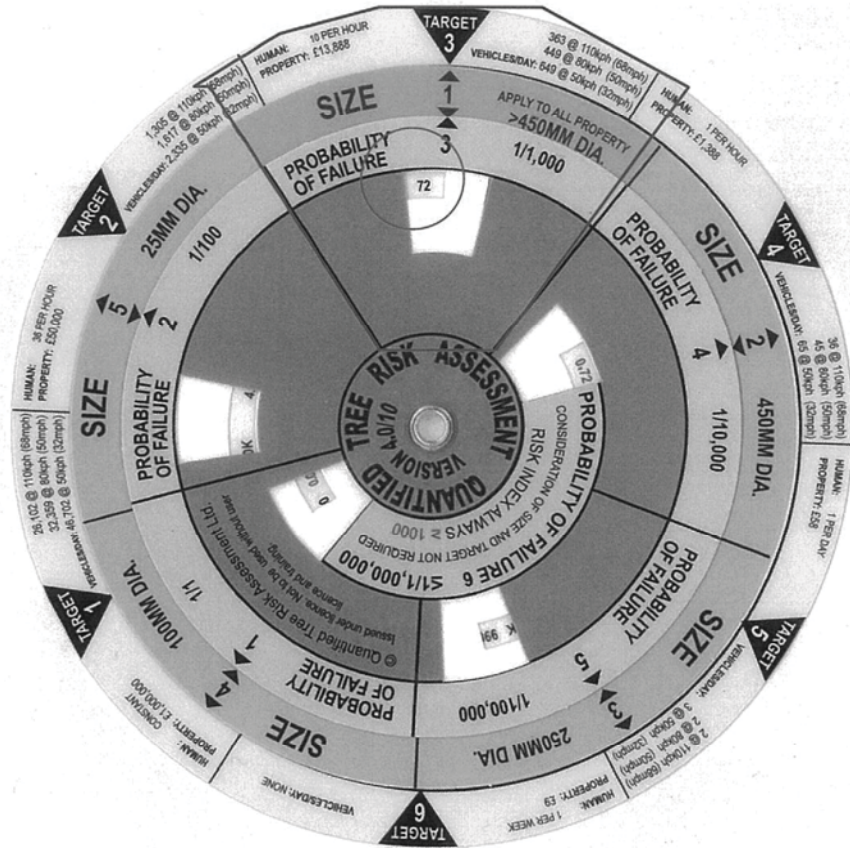 TARGET
3
363 @ 110kph (68mph)
449 @ 80kph (50mph)
VEHICLES/DAY: 649 @ 50kph (32mph)
HUMAN: 1 PER HOUR
PROPERTY: £1,388
TARGET
4
36 @ 110kph (68mph)
45 @ 80kph (50mph)
VEHICLES/DAY: 65 @ 50kph (32mph)
HUMAN: 1 PER DAY
PROPERTY: £58
TARGET
5
VEHICLES/DAY:
2 @ 110kph (68mph)
2 @ 80kph (50mph)
3 @ 50kph (32mph)
HUMAN: 1 PER WEEK
PROPERTY: £9
TARGET
6
VEHICLES/DAY: NONE
HUMAN: CONSTANT
PROPERTY: £1,000,000
TARGET
1
26,102 @ 110kph (68mph)
32,359 @ 80kph (50mph)
VEHICLES/DAY: 46,702 @ 50kph (32mph)
HUMAN: 36 PER HOUR
PROPERTY: £50,000
TARGET
2
1,305 @ 110kph (68mph)
1,617 @ 80kph (50mph)
VEHICLES/DAY: 2,335 @ 50kph (32mph)
HUMAN: 10 PER HOUR
PROPERTY: £13,888
SIZE
1
APPLY TO ALL PROPERTY
>450MM DIA.
SIZE
2
450MM DIA.
SIZE
3
250MM DIA.
SIZE
4
100MM DIA.
SIZE
5
25MM DIA.
PROBABILITY
OF FAILURE
3
1/1,000
PROBABILITY
OF FAILURE
4
1/10,000
PROBABILITY
OF FAILURE
5
1/100,000
PROBABILITY
OF FAILURE
1
1/1
PROBABILITY
OF FAILURE
2
1/100
72
0.72
K 99
0.0
4
0K
PROBABILITY OF FAILURE 6
≤1/1,000,000
CONSIDERATION OF SIZE AND TARGET NOT REQUIRED
RISK INDEX ALWAYS ≥ 1000
© Quantified Tree Risk Assessment Ltd.
Issued under licence. Not to be used without user
licence and training.
QUANTIFIED TREE RISK ASSESSMENT
VERSION 4.0/10